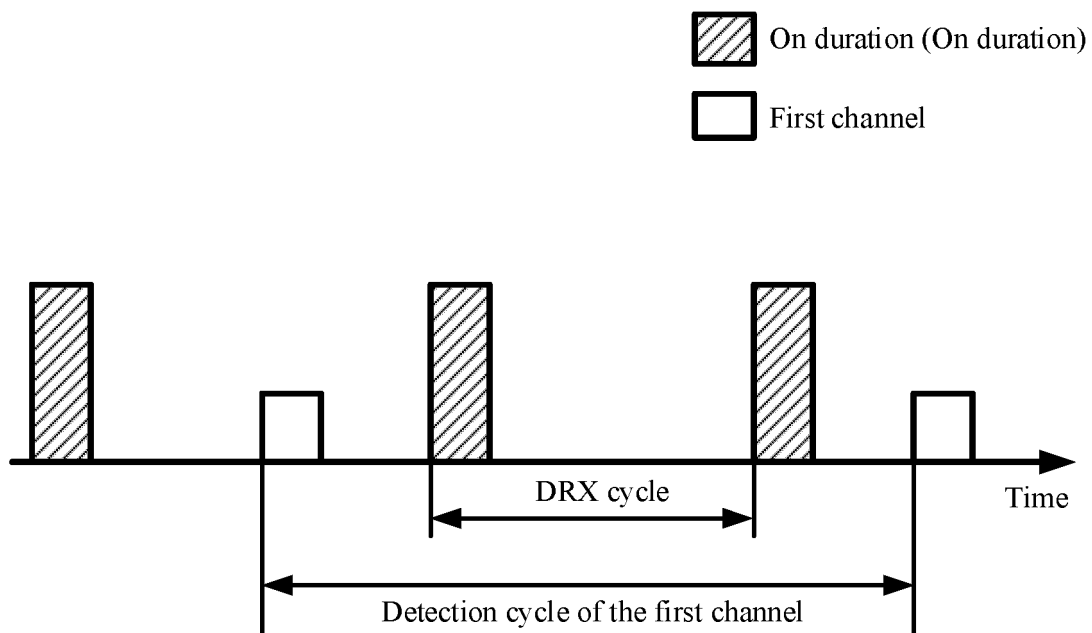 On duration (On duration)
First channel
Time
DRX cycle
Detection cycle of the first channel